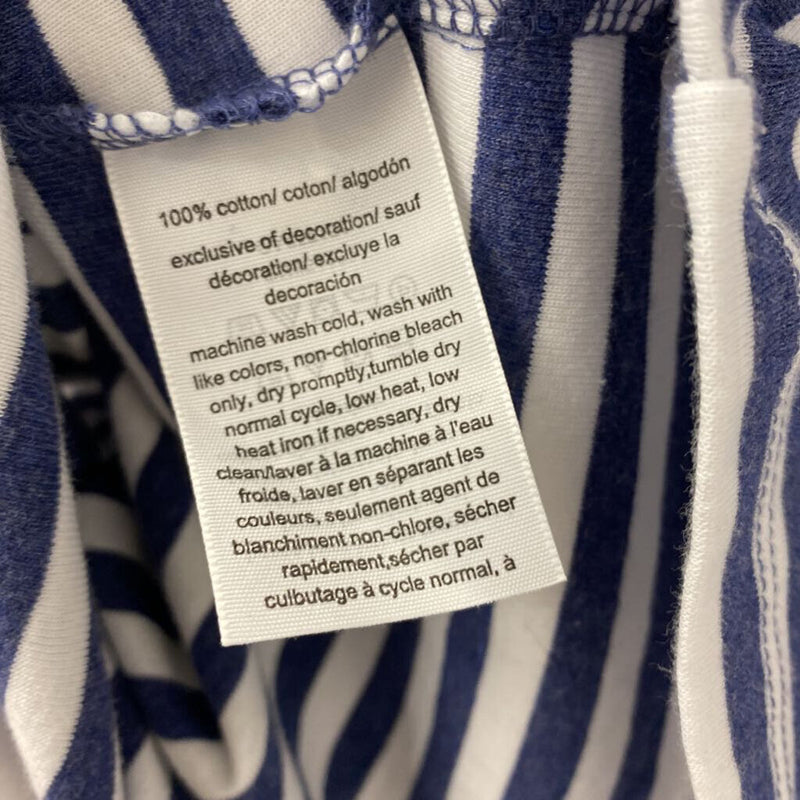 100% cotton/ coton/ algodón
exclusive of decoration/ sauf
décoration/ excluye la
decoración
machine wash cold, wash with
like colors, non-chlorine bleach
only, dry promptly,tumble dry
normal cycle, low heat, low
heat iron if necessary, dry
clean/laver à la machine à l'eau
froide, laver en séparant les
couleurs, seulement agent de
blanchiment non-chlore, sécher
rapidement,sécher par
culbutage à cycle normal, à